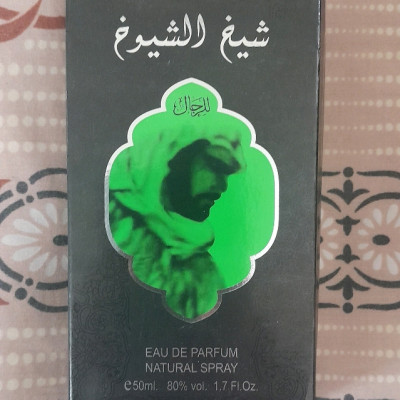 شيخ الشيوخ
للرجال
EAU DE PARFUM
NATURAL SPRAY
℮50ml. 80% vol. 1.7 Fl.Oz.